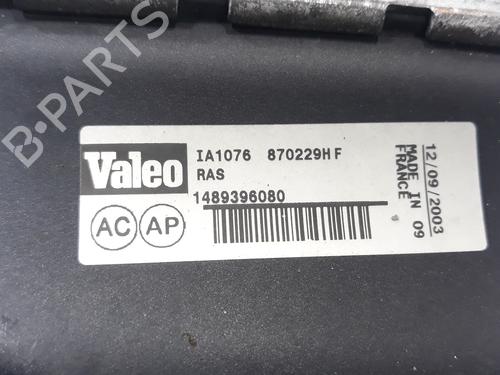 B-PARTS
Valeo
IA1076 870229HF
RAS
1489396080
AC AP
12/09/2003
MADE IN 09
FRANCE